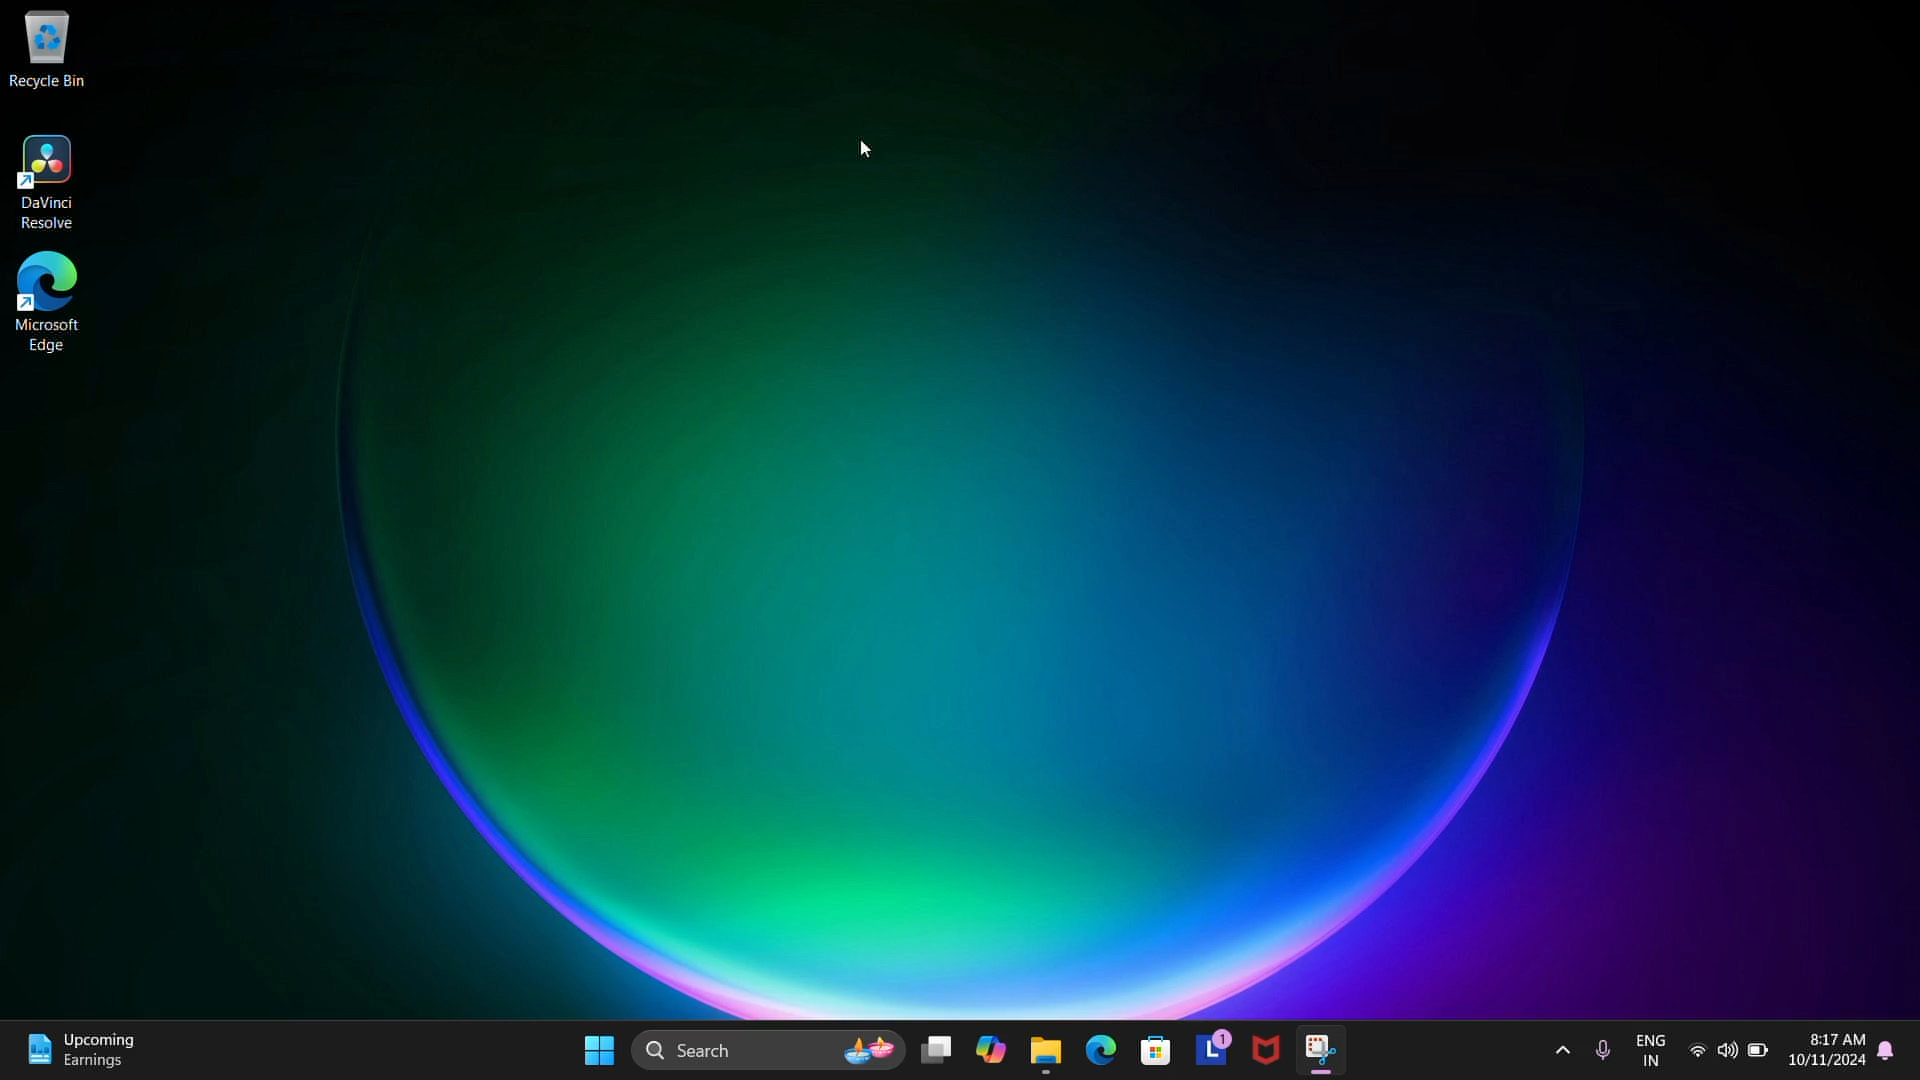 Recycle Bin
DaVinci
Resolve
Microsoft
Edge
Upcoming
Earnings
Search
L
1
ENG
IN
8:17 AM
10/11/2024